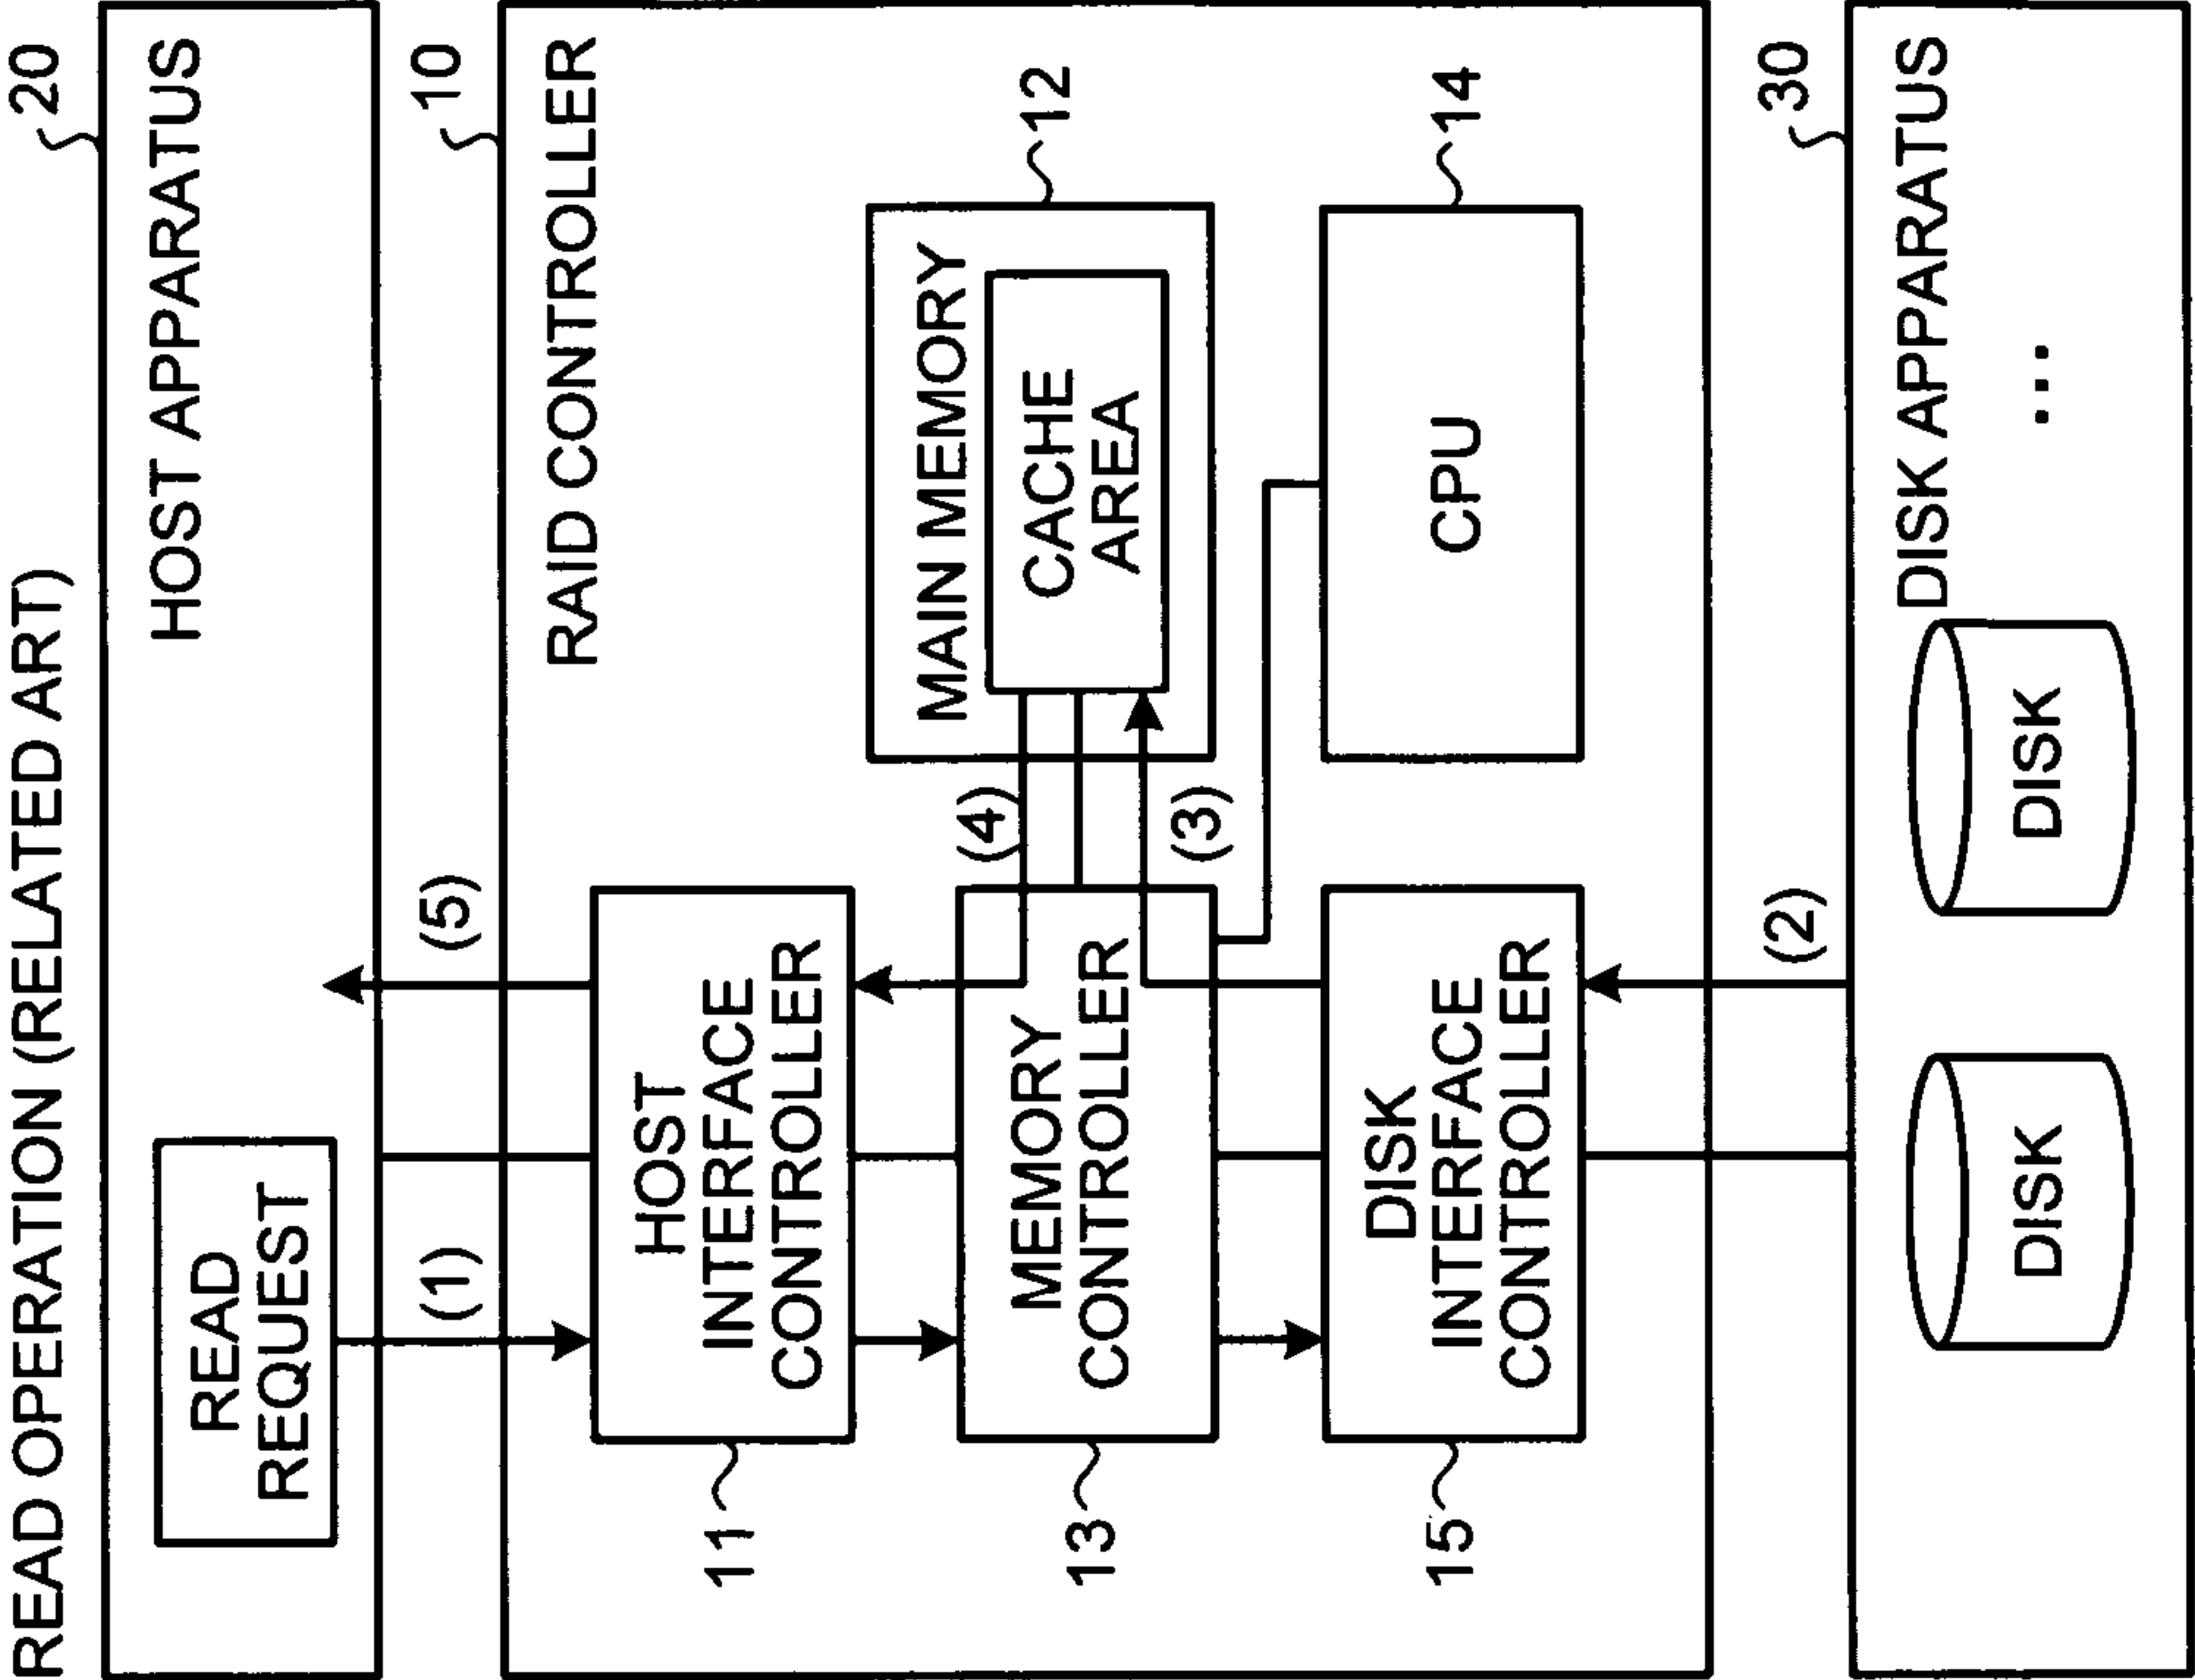 READ OPERATION (RELATED ART)
20
HOST APPARATUS
READ
REQUEST
(1)
(5)
10
RAID CONTROLLER
HOST
INTERFACE
CONTROLLER
11
MAIN MEMORY
CACHE
AREA
12
(4)
MEMORY
CONTROLLER
13
(3)
CPU
14
DISK
INTERFACE
CONTROLLER
15
(2)
30
DISK APPARATUS
DISK
DISK
...